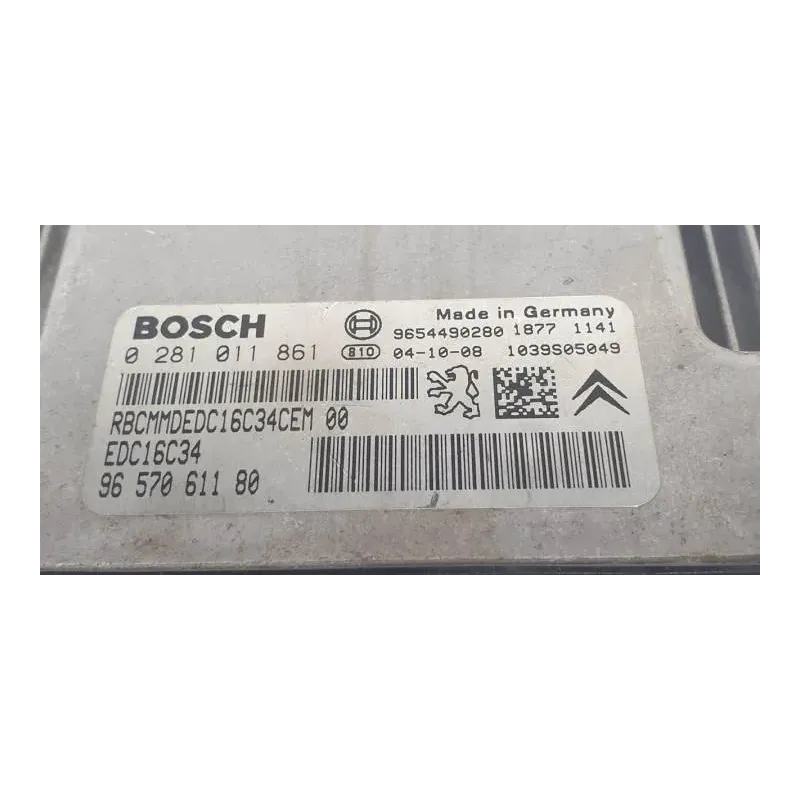 BOSCH
Made in Germany
9654490280 1877 1141
0 281 011 861 810 04-10-08 1039S05049
RBCMMDEDC16C34CEM 00
EDC16C34
96 570 611 80